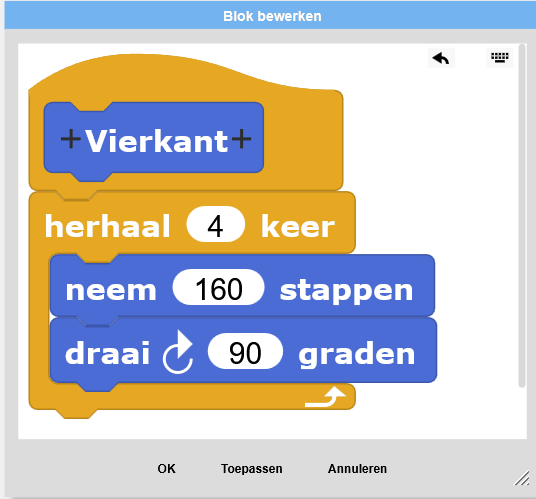 Blok bewerken
+Vierkant+
herhaal 4 keer
neem 160 stappen
draai 90 graden
OK Toepassen Annuleren